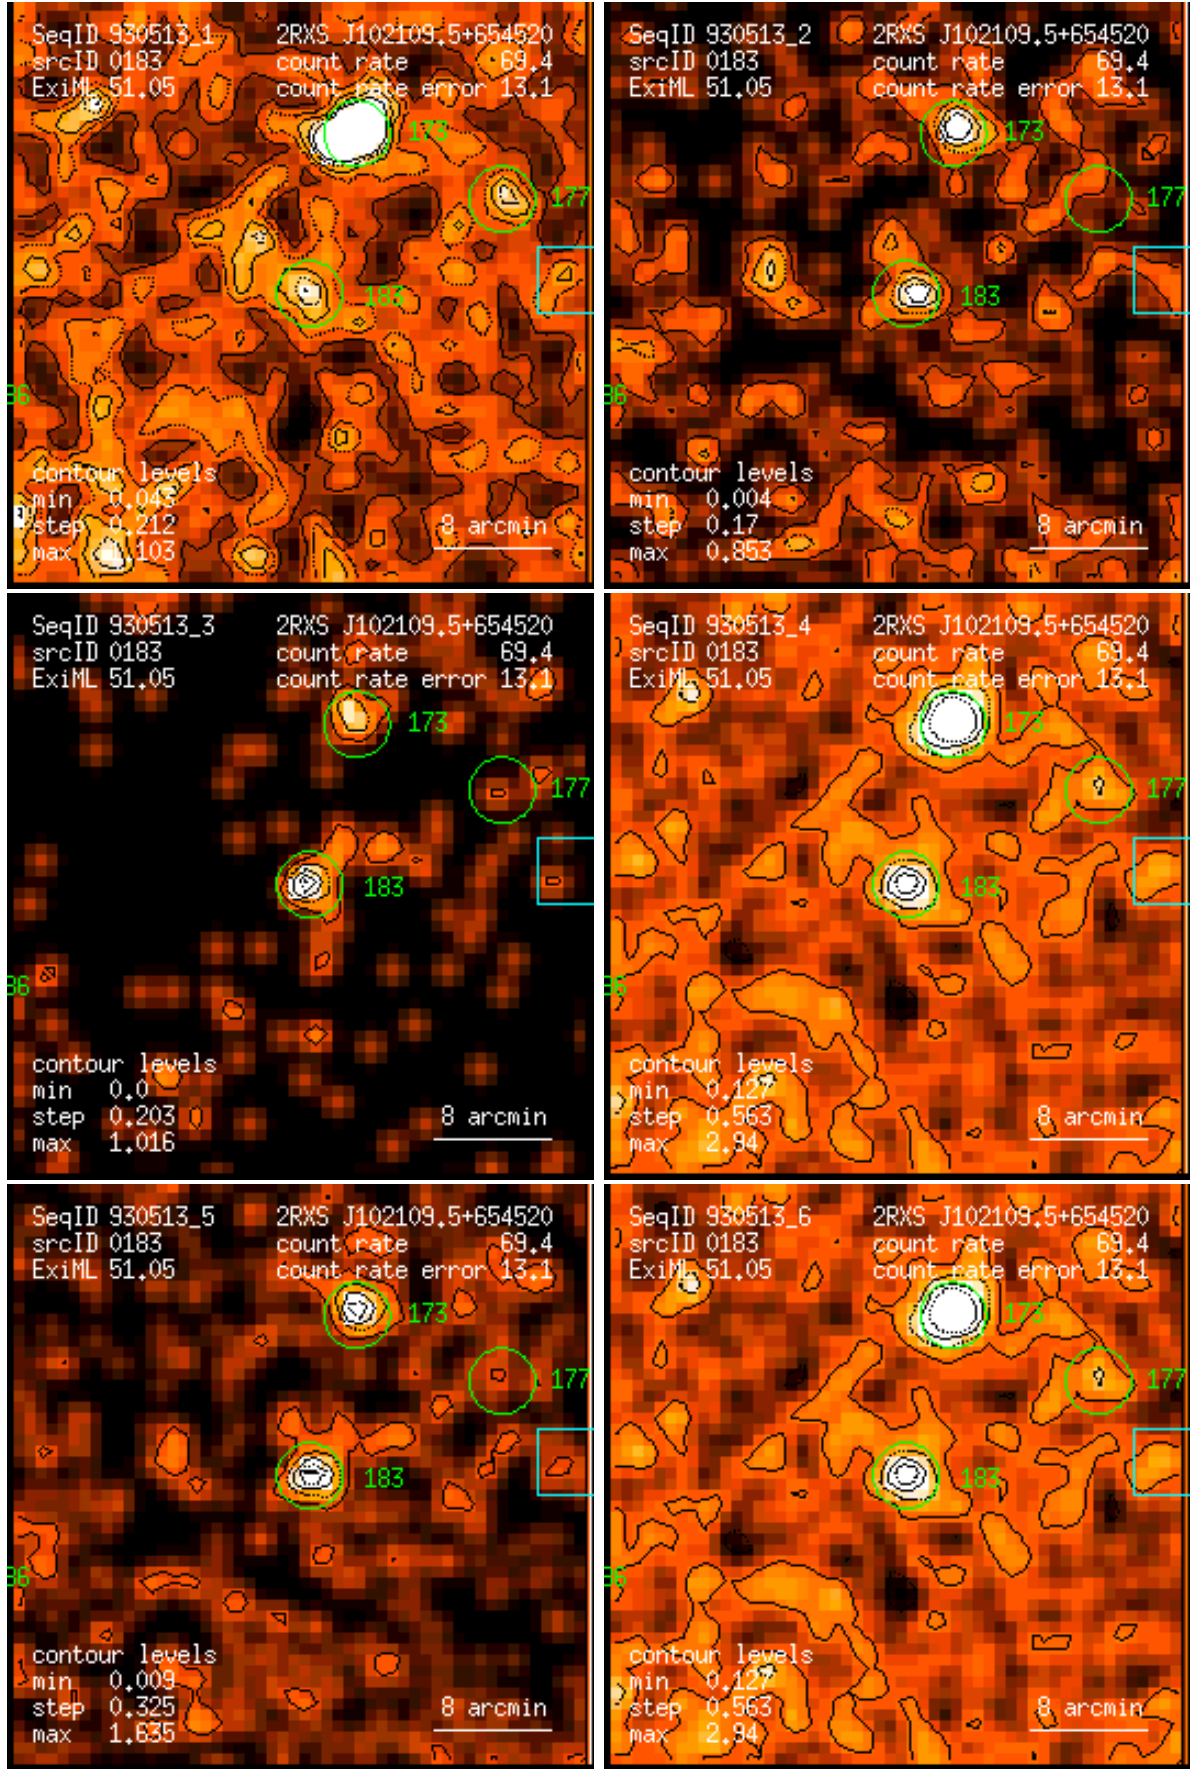 SeqID 930513_1 2RXS J102109.5+654520
srcID 0183 count rate 69.4
ExiML 51.05 count rate error 13.1
173
177
183
86
contour levels
min 0.043
step 0.212
max 1.103
8 arcmin
SeqID 930513_2 2RXS J102109.5+654520
srcID 0183 count rate 69.4
ExiML 51.05 count rate error 13.1
173
177
183
86
contour levels
min 0.004
step 0.17
max 0.853
8 arcmin
SeqID 930513_3 2RXS J102109.5+654520
srcID 0183 count rate 69.4
ExiML 51.05 count rate error 13.1
173
177
183
86
contour levels
min 0.0
step 0.203
max 1.016
8 arcmin
SeqID 930513_4 2RXS J102109.5+654520
srcID 0183 count rate 69.4
ExiML 51.05 count rate error 13.1
173
177
183
86
contour levels
min 0.127
step 0.563
max 2.94
8 arcmin
SeqID 930513_5 2RXS J102109.5+654520
srcID 0183 count rate 69.4
ExiML 51.05 count rate error 13.1
173
177
183
86
contour levels
min 0.009
step 0.325
max 1.635
8 arcmin
SeqID 930513_6 2RXS J102109.5+654520
srcID 0183 count rate 69.4
ExiML 51.05 count rate error 13.1
173
177
183
86
contour levels
min 0.127
step 0.563
max 2.94
8 arcmin